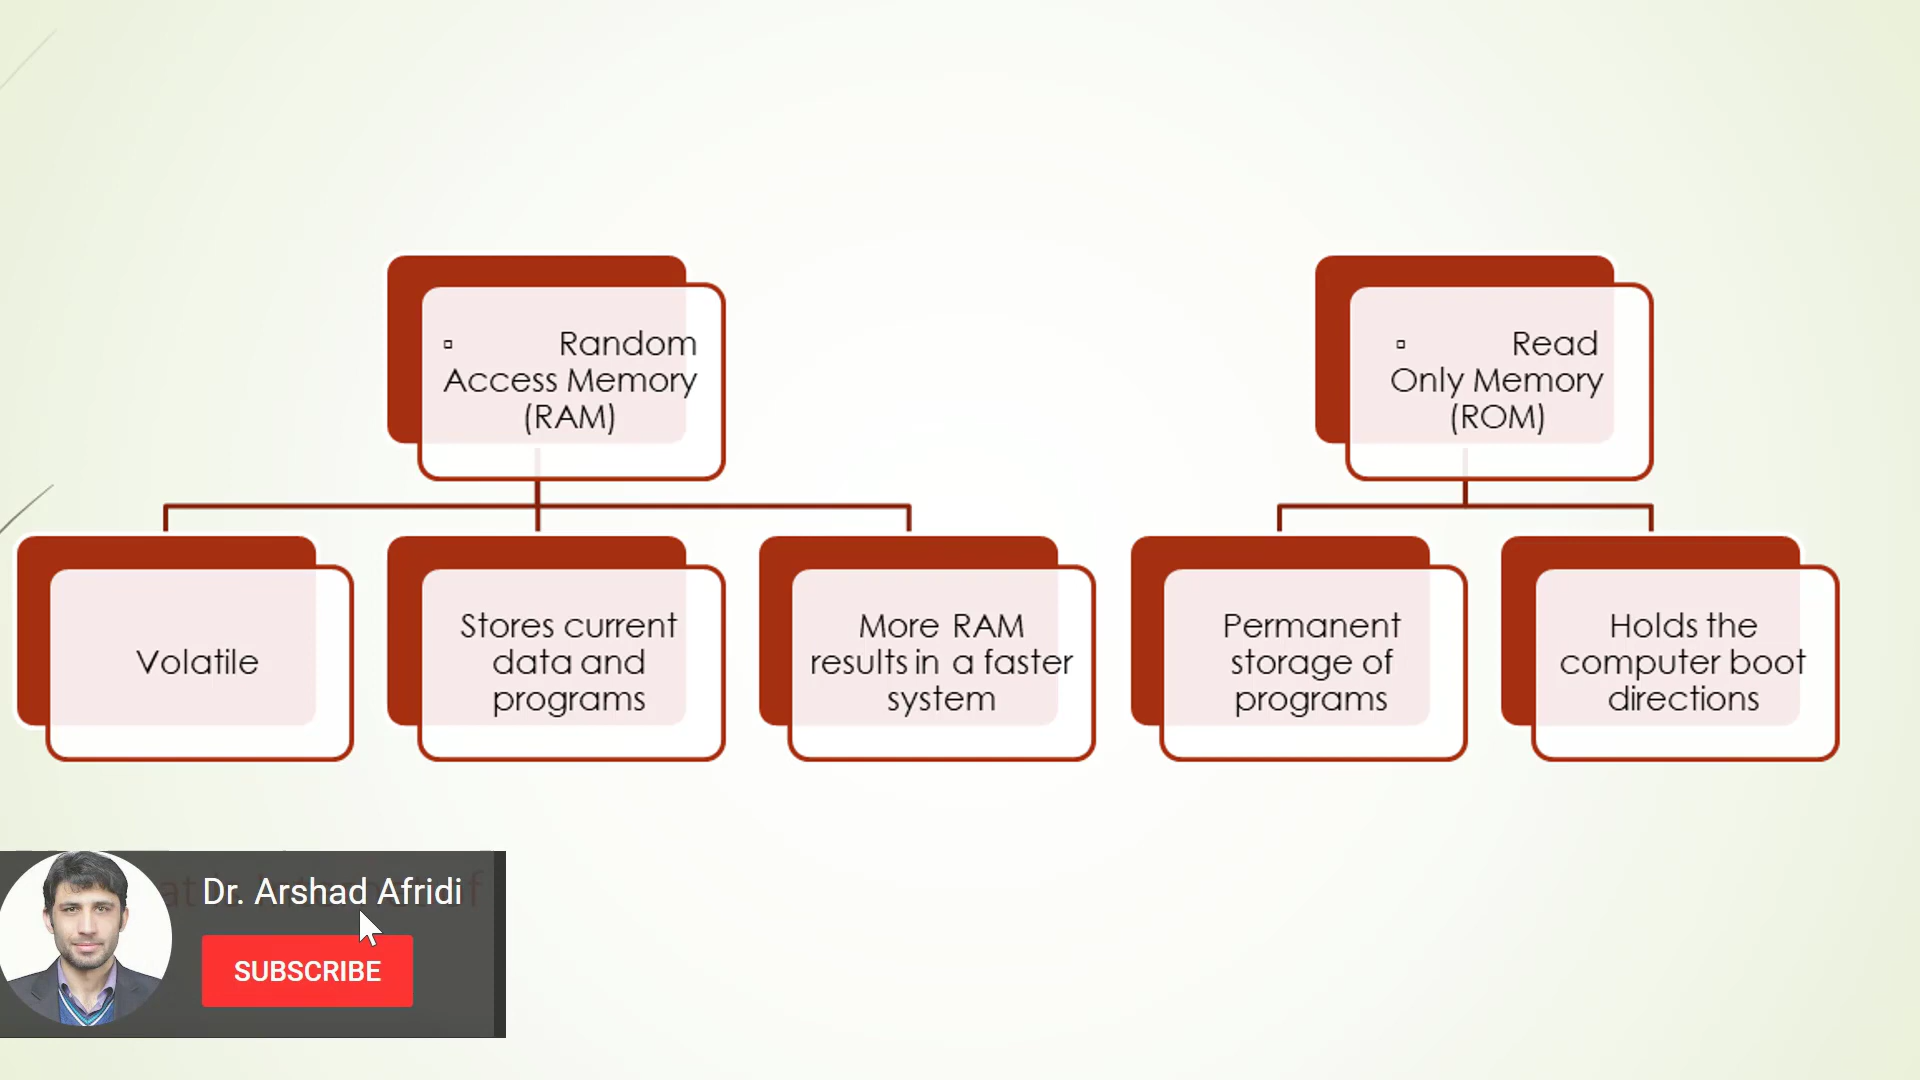 Random
Access Memory
(RAM)
Read
Only Memory
(ROM)
Volatile
Stores current
data and
programs
More RAM
results in a faster
system
Permanent
storage of
programs
Holds the
computer boot
directions
Dr. Arshad Afridi
SUBSCRIBE